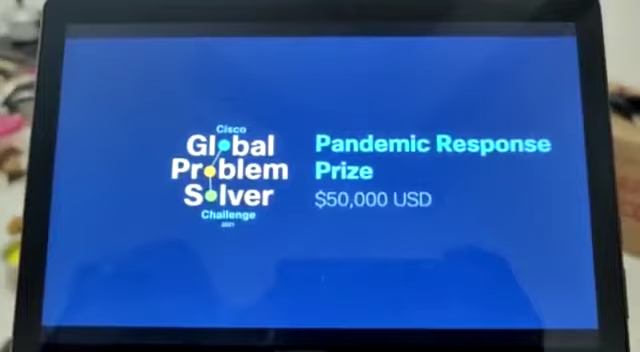 Cisco
Global
Problem
Solver
Challenge
2021
Pandemic Response
Prize
$50,000 USD